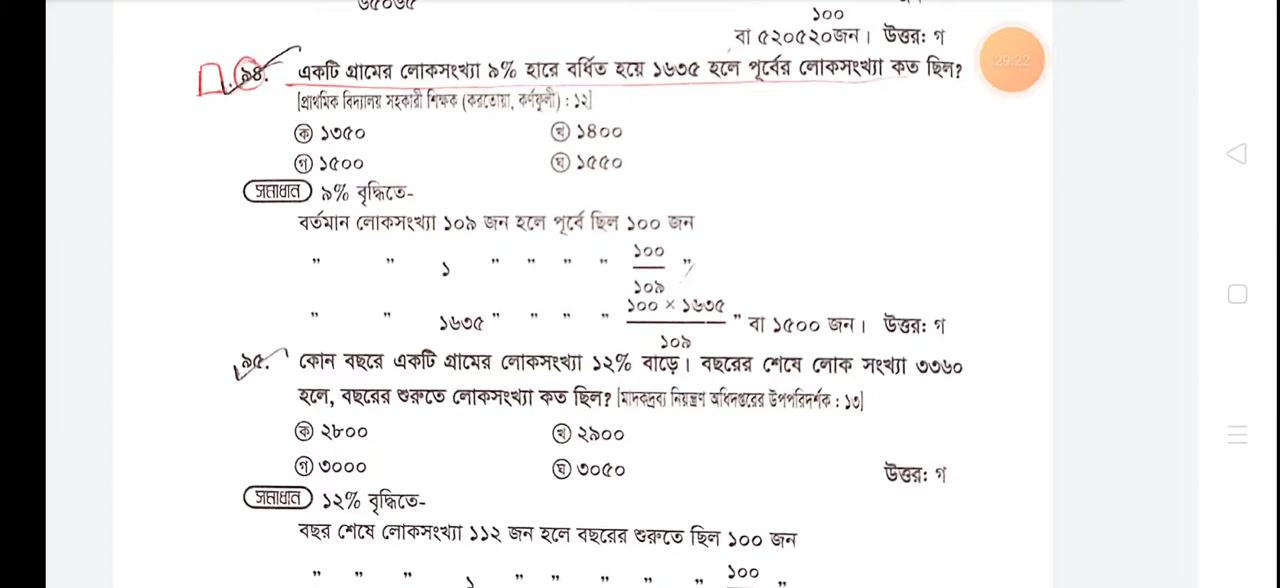 ১০০
বা ৫২০৫২০জন। উত্তর: গ
29:22
৯৪. একটি গ্রামের লোকসংখ্যা ৯% হারে বর্ধিত হয়ে ১৬৩৫ হলে পূর্বের লোকসংখ্যা কত ছিল?
[প্রাথমিক বিদ্যালয় সহকারী শিক্ষক (করতোয়া, কর্ণফুলী) : ১২]
ক ১৩৫০ খ ১৪০০
গ ১৫০০ ঘ ১৫৫০
সমাধান ৯% বৃদ্ধিতে-
বর্তমান লোকসংখ্যা ১০৯ জন হলে পূর্বে ছিল ১০০ জন
" " ১ " " " " ১০০/১০৯ "
" " ১৬৩৫ " " " " ১০০ × ১৬৩৫/১০৯ " বা ১৫০০ জন। উত্তর: গ
৯৫. কোন বছরে একটি গ্রামের লোকসংখ্যা ১২% বাড়ে। বছরের শেষে লোক সংখ্যা ৩৩৬০
হলে, বছরের শুরুতে লোকসংখ্যা কত ছিল? [মাদকদ্রব্য নিয়ন্ত্রণ অধিদপ্তরের উপপরিদর্শক : ১৩]
ক ২৮০০ খ ২৯০০
গ ৩০০০ ঘ ৩০৫০ উত্তর: গ
সমাধান ১২% বৃদ্ধিতে-
বছর শেষে লোকসংখ্যা ১১২ জন হলে বছরের শুরুতে ছিল ১০০ জন
" " " ১ " " " " " ১০০ "